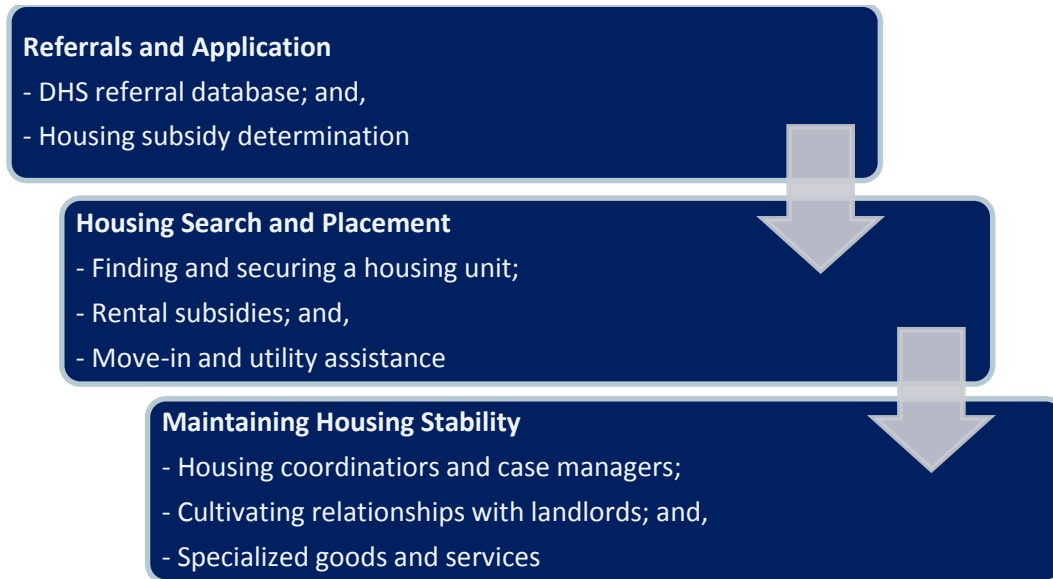 Referrals and Application
- DHS referral database; and,
- Housing subsidy determination
Housing Search and Placement
- Finding and securing a housing unit;
- Rental subsidies; and,
- Move-in and utility assistance
Maintaining Housing Stability
- Housing coordinatiors and case managers;
- Cultivating relationships with landlords; and,
- Specialized goods and services